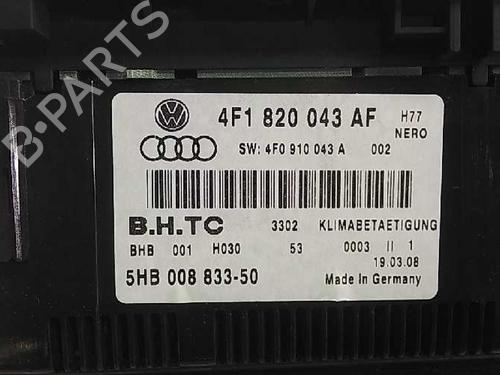 B-PARTS
4F1 820 043 AF H77
NERO
SW: 4F0 910 043 A 002
B.H.TC 3302 KLIMABETAETIGUNG
BHB 001 H030 53 0003 II 1
19.03.08
5HB 008 833-50 Made in Germany